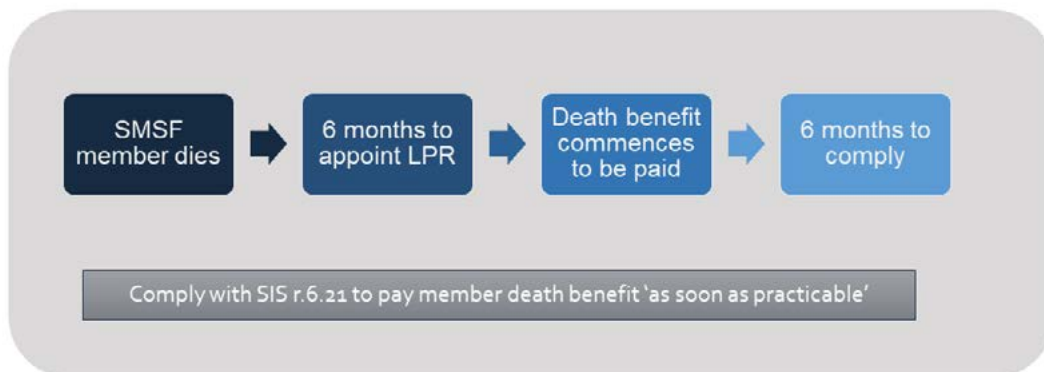 SMSF
member dies
6 months to
appoint LPR
Death benefit
commences
to be paid
6 months to
comply
Comply with SIS r.6.21 to pay member death benefit ‘as soon as practicable’